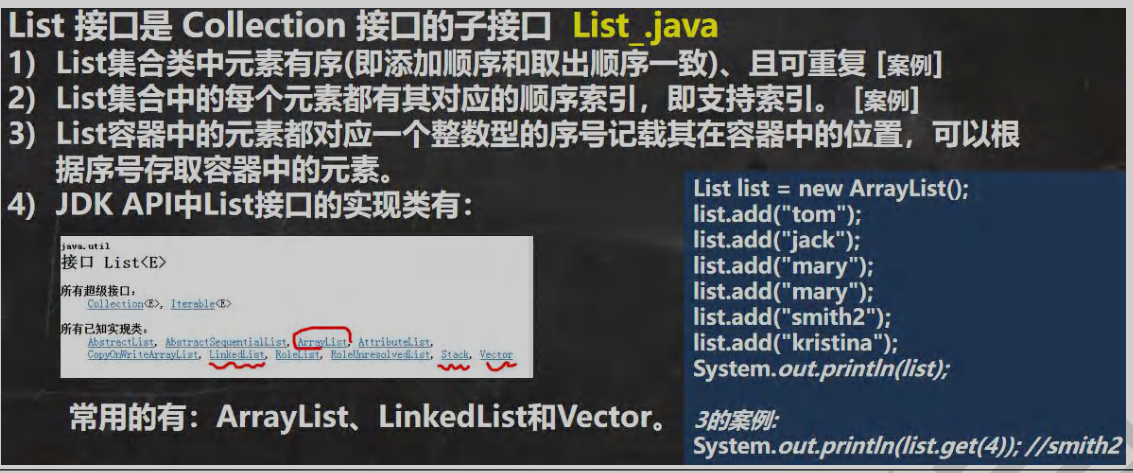 List 接口是 Collection 接口的子接口 List_.java
1) List集合类中元素有序(即添加顺序和取出顺序一致)、且可重复 [案例]
2) List集合中的每个元素都有其对应的顺序索引，即支持索引。 [案例]
3) List容器中的元素都对应一个整数型的序号记载其在容器中的位置，可以根
据序号存取容器中的元素。
4) JDK API中List接口的实现类有：
java.util
接口 List<E>
所有超级接口：
Collection<E>, Iterable<E>
所有已知实现类：
AbstractList, AbstractSequentialList, ArrayList, AttributeList,
CopyOnWriteArrayList, LinkedList, RoleList, RoleUnresolvedList, Stack, Vector
常用的有：ArrayList、LinkedList和Vector。
List list = new ArrayList();
list.add("tom");
list.add("jack");
list.add("mary");
list.add("mary");
list.add("smith2");
list.add("kristina");
System.out.println(list);
3的案例:
System.out.println(list.get(4)); //smith2